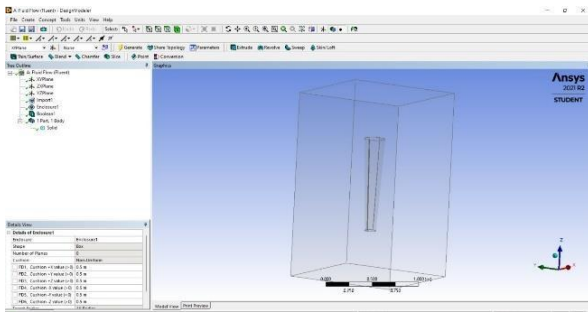 A: Fluid Flow (Fluent) - DesignModeler
File Create Concept Tools Units View Help
Select:
XYPlane None Generate Share Topology Parameters Extrude Revolve Sweep Skin/Loft
Thin/Surface Blend Chamfer Slice Point Conversion
Tree Outline
Graphics
A: Fluid Flow (Fluent)
XYPlane
ZXPlane
YZPlane
Import1
Enclosure1
Boolean1
1 Part, 1 Body
Solid
Ansys
2021 R2
STUDENT
Details View
Details of Enclosure1
Enclosure Enclosure1
Shape Box
Number of Planes 0
Cushion Non-Uniform
FD1, Cushion +X value (>0) 0.5 m
FD2, Cushion +Y value (>0) 0.5 m
FD3, Cushion +Z value (>0) 0.5 m
FD4, Cushion -X value (>0) 0.5 m
FD5, Cushion -Y value (>0) 0.5 m
FD6, Cushion -Z value (>0) 0.5 m
0.000 0.500 1.000 (m)
0.250 0.750
Model View Print Preview